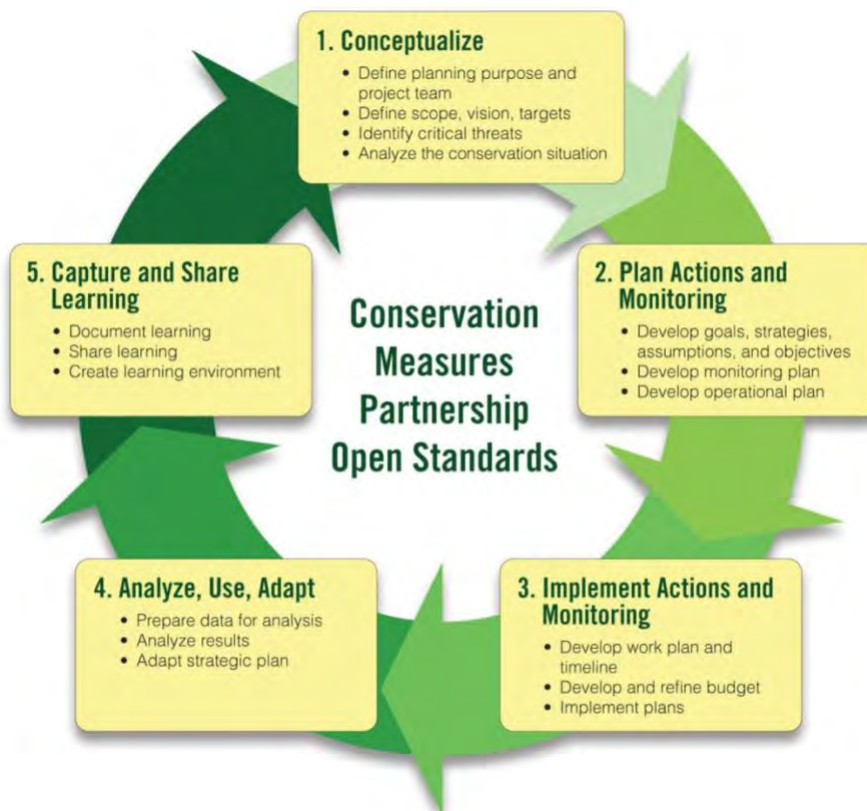 1. Conceptualize
• Define planning purpose and
project team
• Define scope, vision, targets
• Identify critical threats
• Analyze the conservation situation
2. Plan Actions and
Monitoring
• Develop goals, strategies,
assumptions, and objectives
• Develop monitoring plan
• Develop operational plan
3. Implement Actions and
Monitoring
• Develop work plan and
timeline
• Develop and refine budget
• Implement plans
4. Analyze, Use, Adapt
• Prepare data for analysis
• Analyze results
• Adapt strategic plan
5. Capture and Share
Learning
• Document learning
• Share learning
• Create learning environment
Conservation
Measures
Partnership
Open Standards